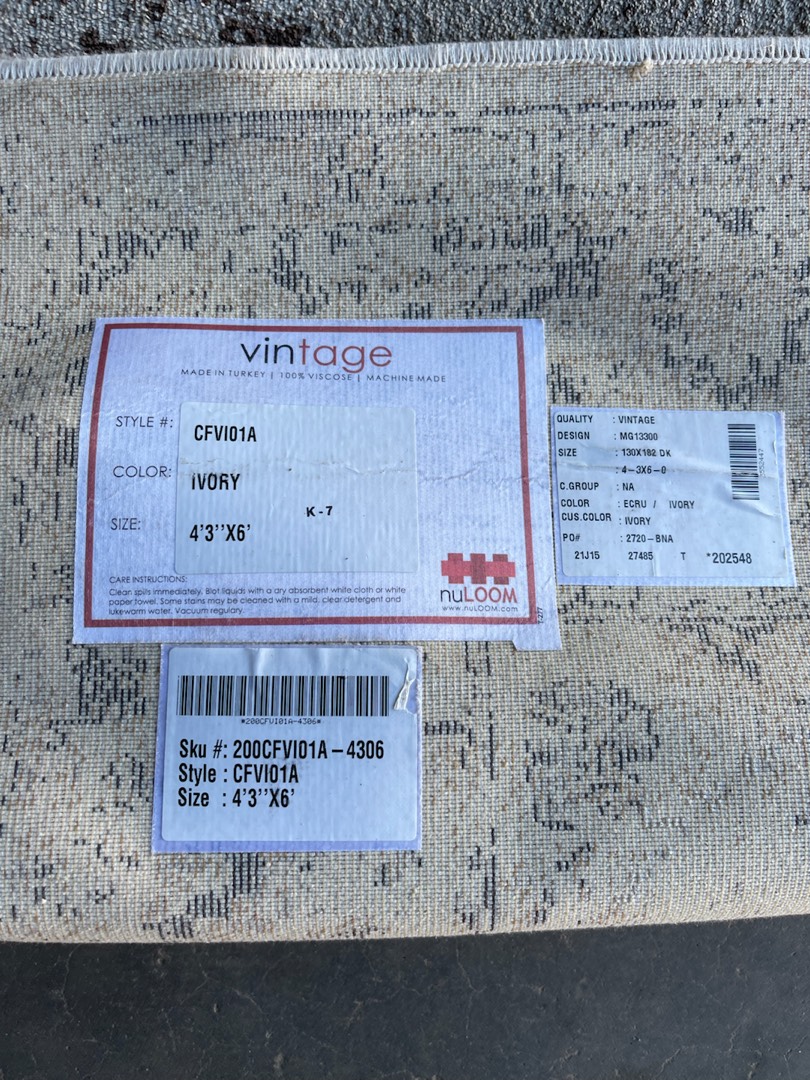 vintage
MADE IN TURKEY | 100% VISCOSE | MACHINE MADE
STYLE #: CFVI01A
COLOR: IVORY
K-7
SIZE: 4'3''X6'
CARE INSTRUCTIONS:
Clean spills immediately. Blot liquids with a dry absorbent white cloth or white
paper towel. Some stains may be cleaned with a mild, clear detergent and
lukewarm water. Vacuum regulary.
nuLOOM
www.nuLOOM.com
QUALITY : VINTAGE
DESIGN : MG13300
SIZE : 130X182 DK
: 4-3X6-0
C.GROUP : NA
COLOR : ECRU / IVORY
CUS.COLOR : IVORY
PO# : 2720-BNA
21J15 27485 T *202548
*200CFVI01A-4306*
Sku #: 200CFVI01A-4306
Style : CFVI01A
Size : 4'3''X6'